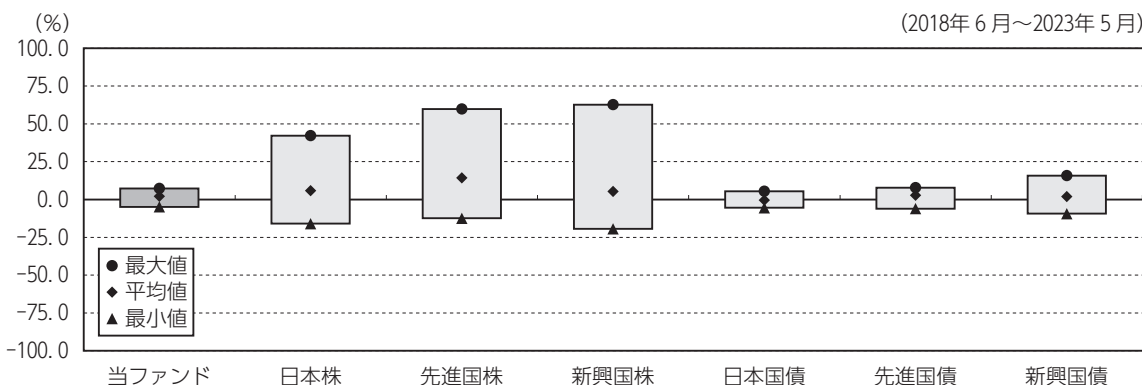 (%)
(2018年6月～2023年5月)
100.0
75.0
50.0
25.0
0.0
-25.0
-50.0
-75.0
-100.0
● 最大値
◆ 平均値
▲ 最小値
当ファンド 日本株 先進国株 新興国株 日本国債 先進国債 新興国債